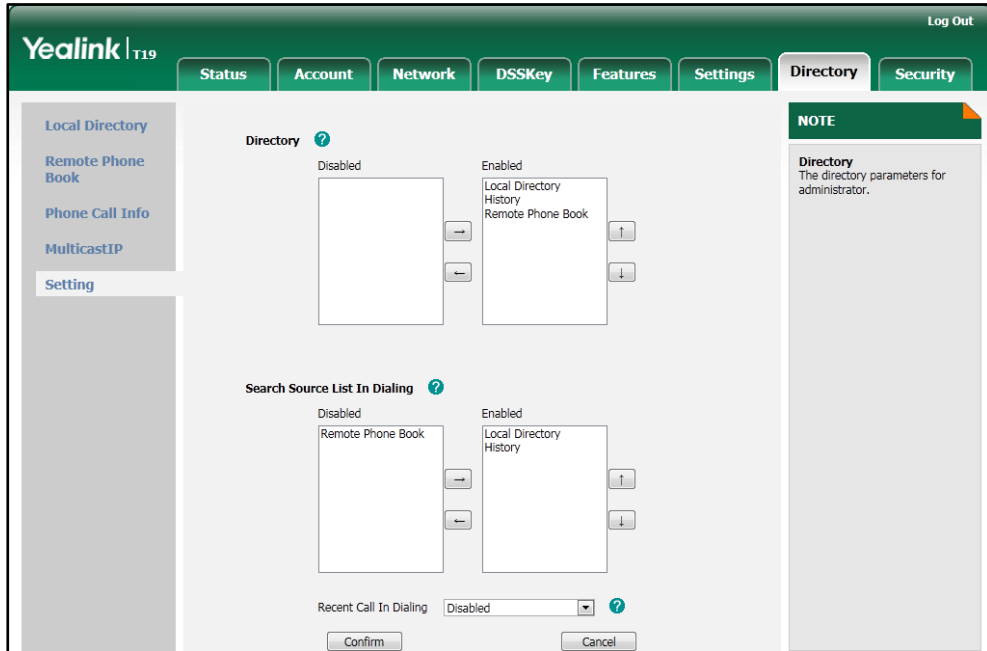 Log Out
Yealink | T19
Status Account Network DSSKey Features Settings Directory Security
Local Directory
Remote Phone Book
Phone Call Info
MulticastIP
Setting
Directory ?
Disabled Enabled
Local Directory
History
Remote Phone Book
→ ↑
← ↓
Search Source List In Dialing ?
Disabled Enabled
Remote Phone Book
Local Directory
History
→ ↑
← ↓
Recent Call In Dialing Disabled ?
Confirm Cancel
NOTE
Directory
The directory parameters for
administrator.